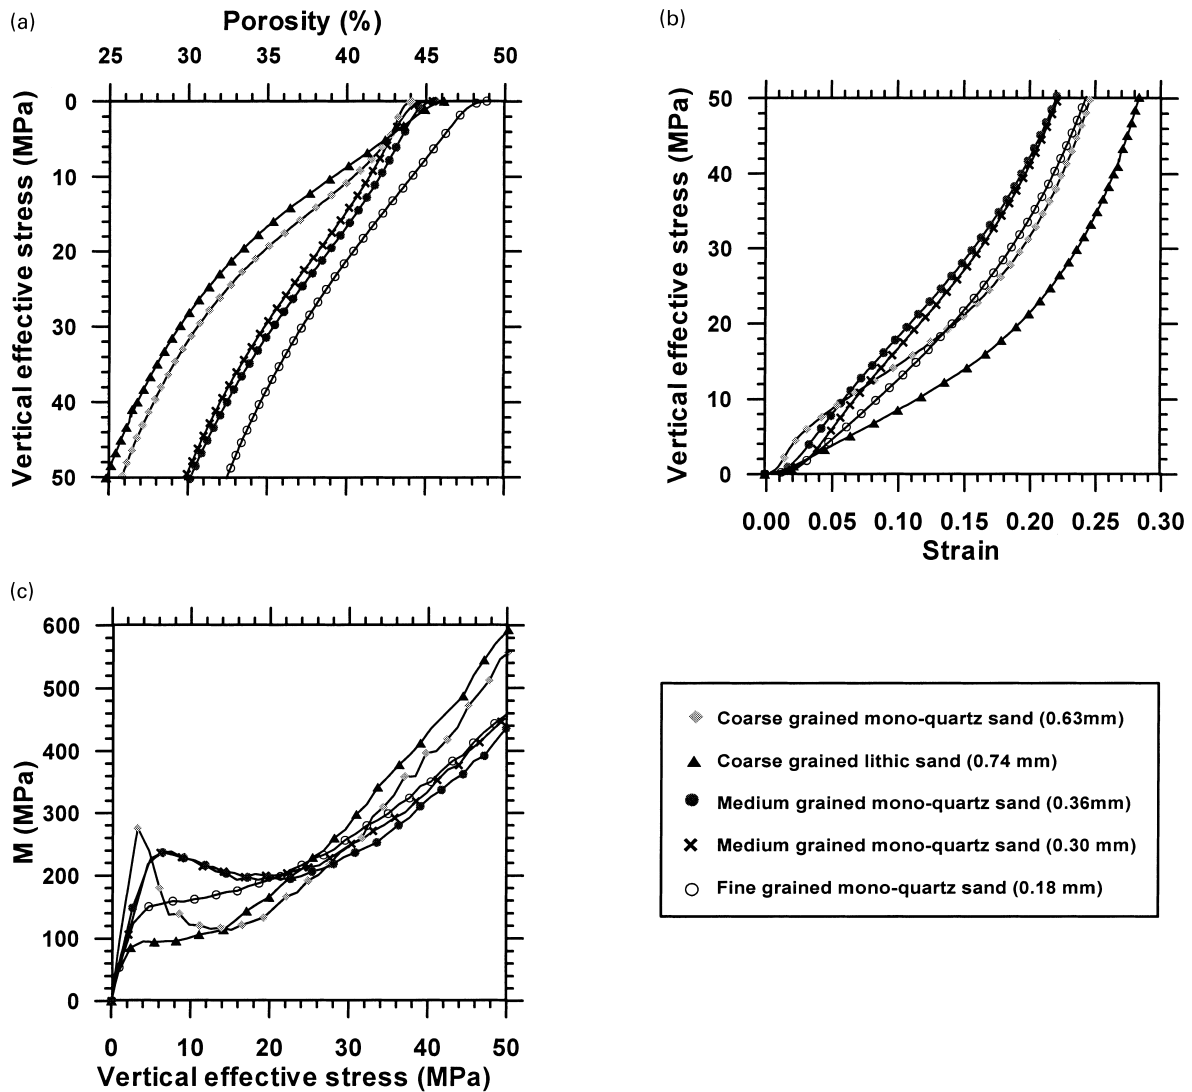 (a)
Porosity (%)
25 30 35 40 45 50
Vertical effective stress (MPa)
0
10
20
30
40
50
(b)
Vertical effective stress (MPa)
50
40
30
20
10
0
0.00 0.05 0.10 0.15 0.20 0.25 0.30
Strain
(c)
M (MPa)
600
500
400
300
200
100
0
0 10 20 30 40 50
Vertical effective stress (MPa)
Coarse grained mono-quartz sand (0.63mm)
Coarse grained lithic sand (0.74 mm)
Medium grained mono-quartz sand (0.36mm)
Medium grained mono-quartz sand (0.30 mm)
Fine grained mono-quartz sand (0.18 mm)